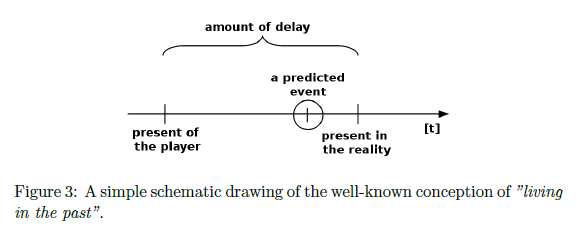 amount of delay
a predicted
event
present of
the player
present in
the reality
[t]
Figure 3: A simple schematic drawing of the well-known conception of ”living
in the past”.